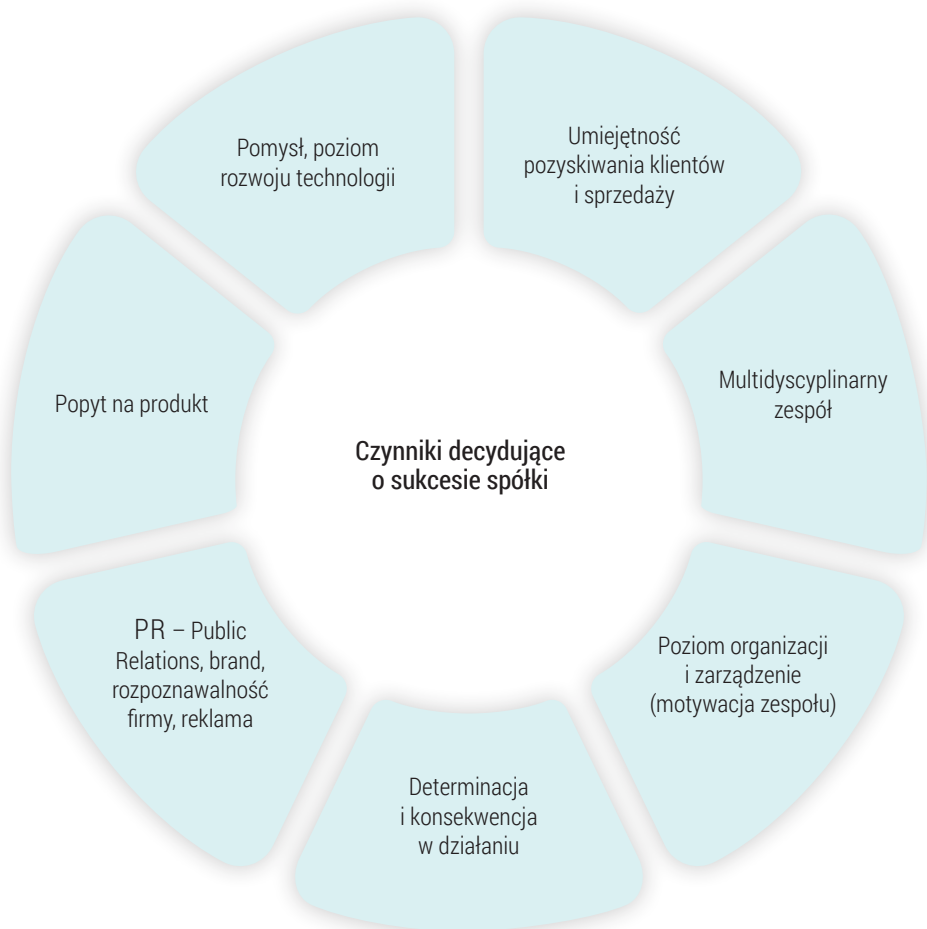 Pomysł, poziom
rozwoju technologii
Umiejętność
pozyskiwania klientów
i sprzedaży
Multidyscyplinarny
zespół
Popyt na produkt
Czynniki decydujące
o sukcesie spółki
Poziom organizacji
i zarządzenie
(motywacja zespołu)
PR – Public
Relations, brand,
rozpoznawalność
firmy, reklama
Determinacja
i konsekwencja
w działaniu